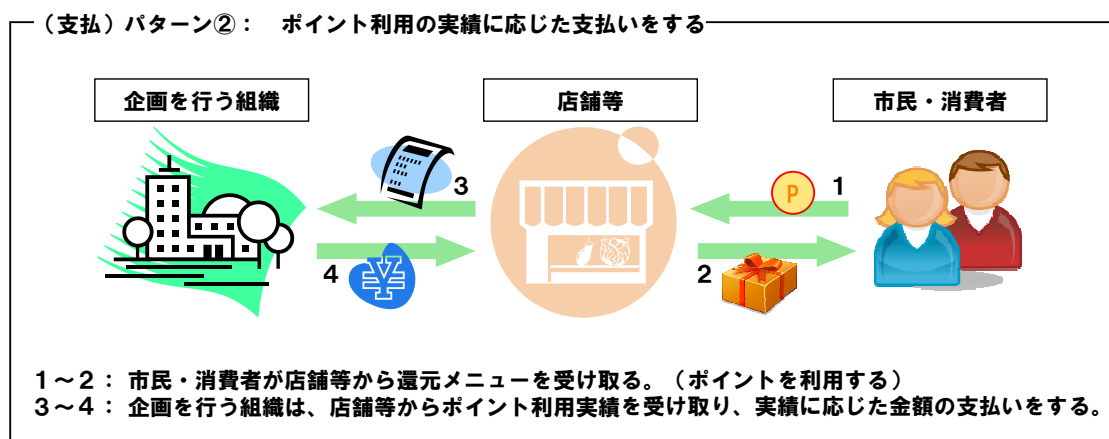 （支払）パターン②：　ポイント利用の実績に応じた支払いをする
企画を行う組織
店舗等
市民・消費者
3
P
1
4
¥
2
1～2： 市民・消費者が店舗等から還元メニューを受け取る。（ポイントを利用する）
3～4： 企画を行う組織は、店舗等からポイント利用実績を受け取り、実績に応じた金額の支払いをする。